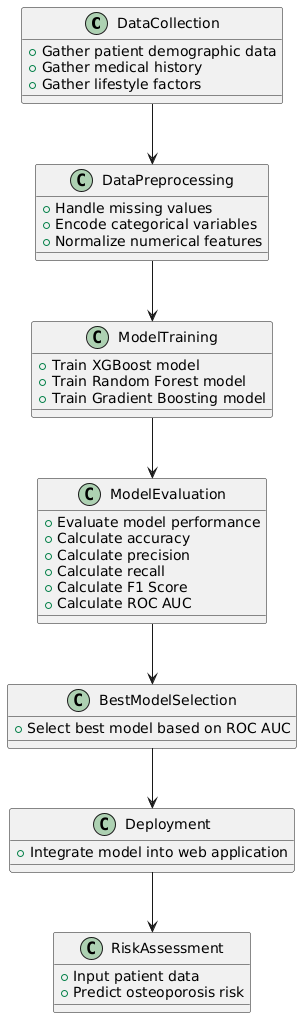 C DataCollection
Gather patient demographic data
Gather medical history
Gather lifestyle factors
C DataPreprocessing
Handle missing values
Encode categorical variables
Normalize numerical features
C ModelTraining
Train XGBoost model
Train Random Forest model
Train Gradient Boosting model
C ModelEvaluation
Evaluate model performance
Calculate accuracy
Calculate precision
Calculate recall
Calculate F1 Score
Calculate ROC AUC
C BestModelSelection
Select best model based on ROC AUC
C Deployment
Integrate model into web application
C RiskAssessment
Input patient data
Predict osteoporosis risk